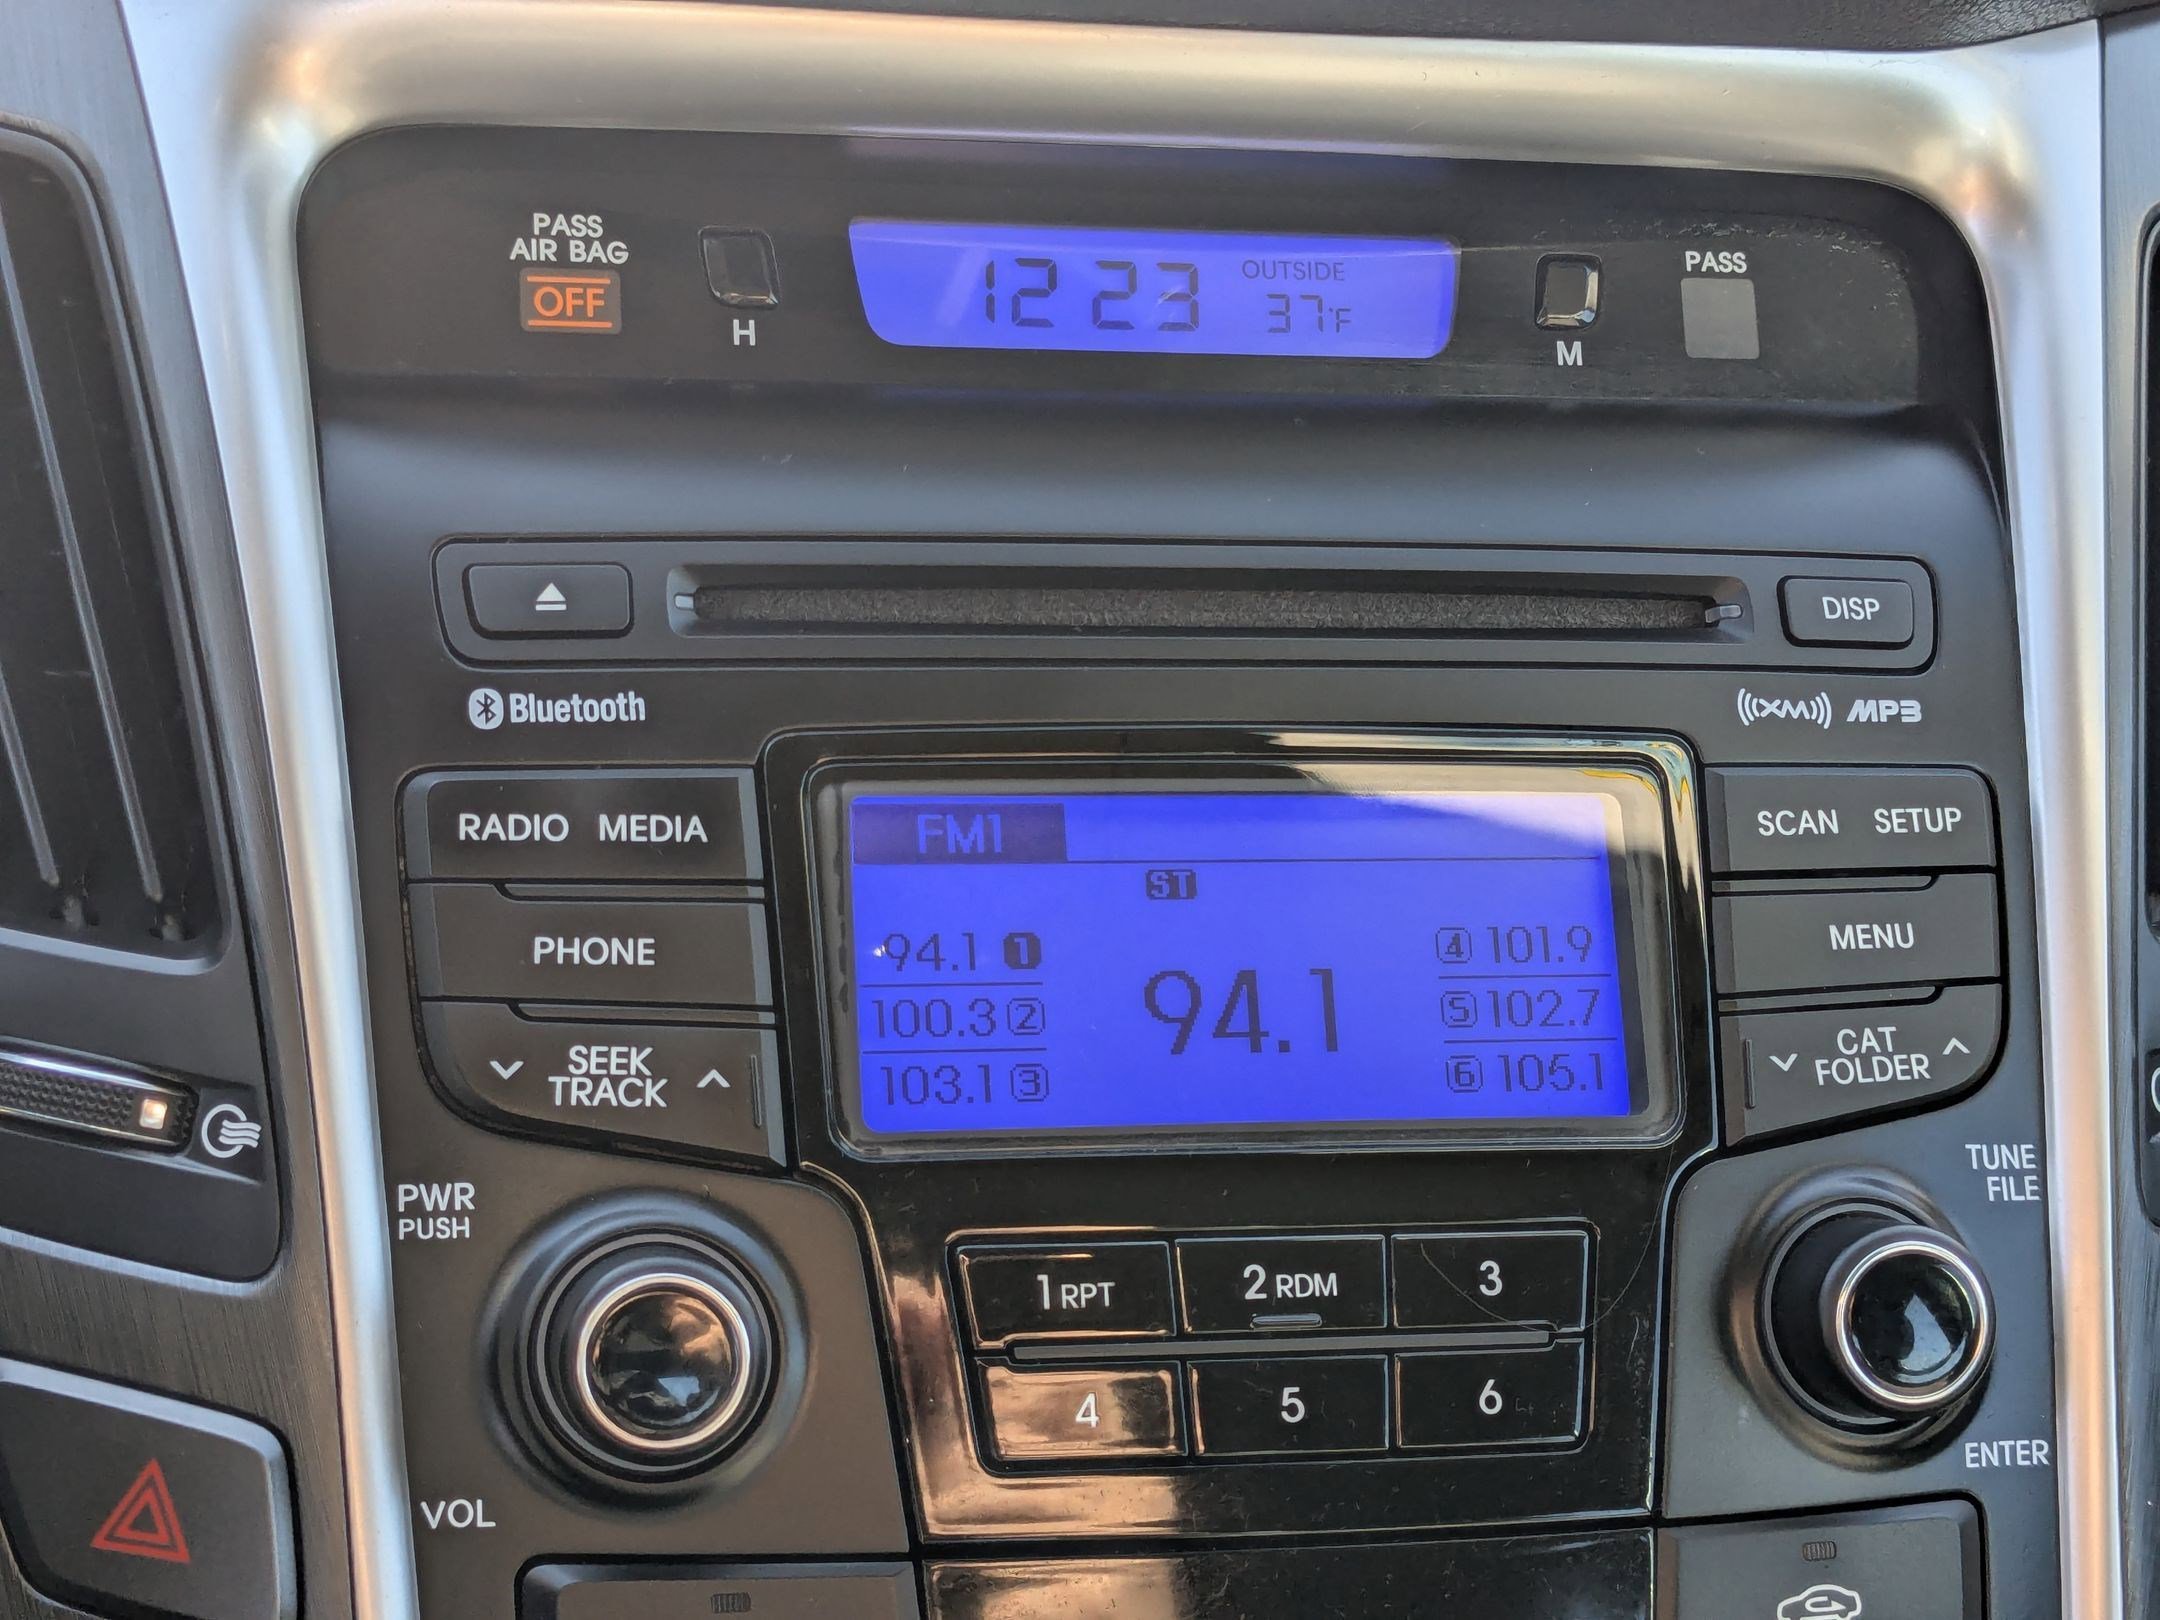 PASS
AIR BAG
OFF
H
12 23
OUTSIDE
37°F
M
PASS
DISP
Bluetooth
((XM)) MP3
RADIO MEDIA
SCAN SETUP
FM1
ST
PHONE
MENU
94.1 1
100.3 2
103.1 3
94.1
4 101.9
5 102.7
6 105.1
SEEK
TRACK
CAT
FOLDER
PWR
PUSH
VOL
TUNE
FILE
ENTER
1 RPT
2 RDM
3
4
5
6